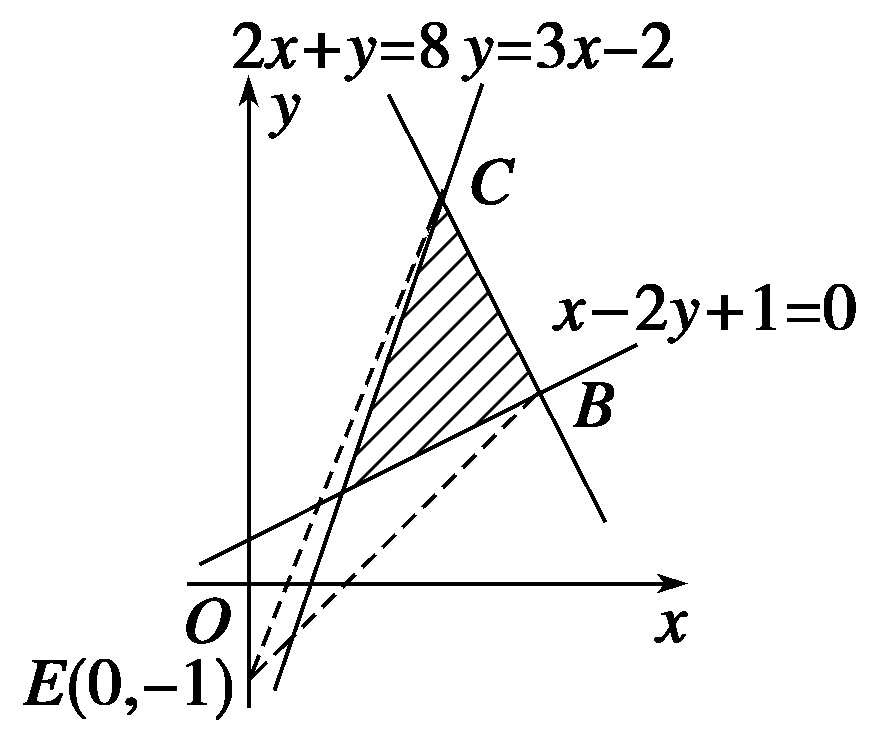 2x+y=8 y=3x−2
y
C
x−2y+1=0
B
O
x
E(0,−1)